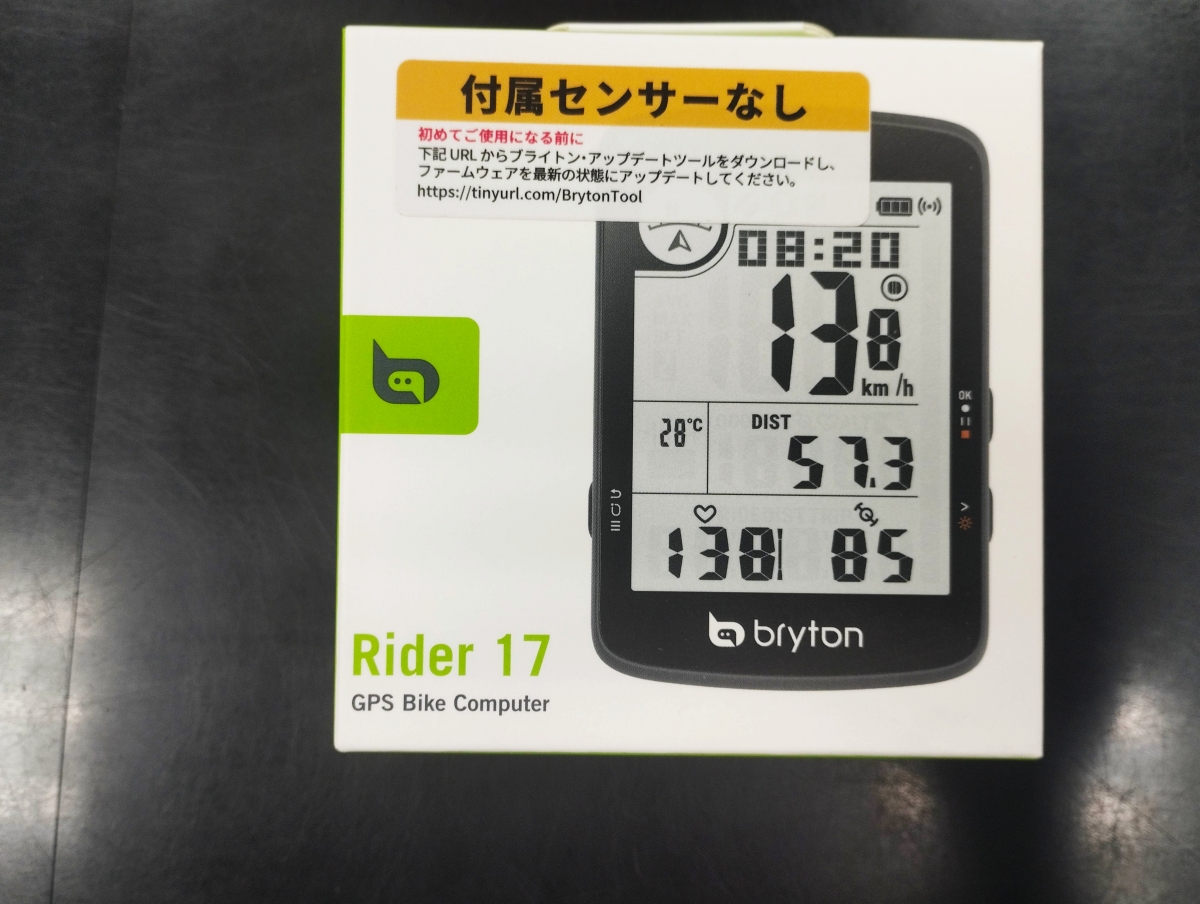 付属センサーなし
初めてご使用になる前に
下記URLからブライトン・アップデートツールをダウンロードし、
ファームウェアを最新の状態にアップデートしてください。
https://tinyurl.com/BrytonTool
08:20
13.8
km/h
28°C
DIST
57.3
138
85
OK
bryton
Rider 17
GPS Bike Computer